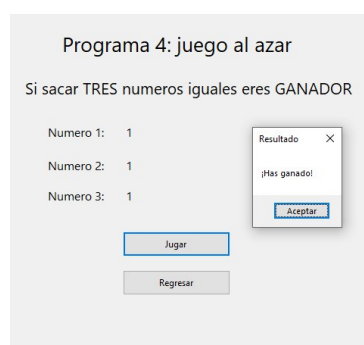 Programa 4: juego al azar
Si sacar TRES numeros iguales eres GANADOR
Numero 1: 1
Numero 2: 1
Numero 3: 1
Resultado
¡Has ganado!
Aceptar
Jugar
Regresar